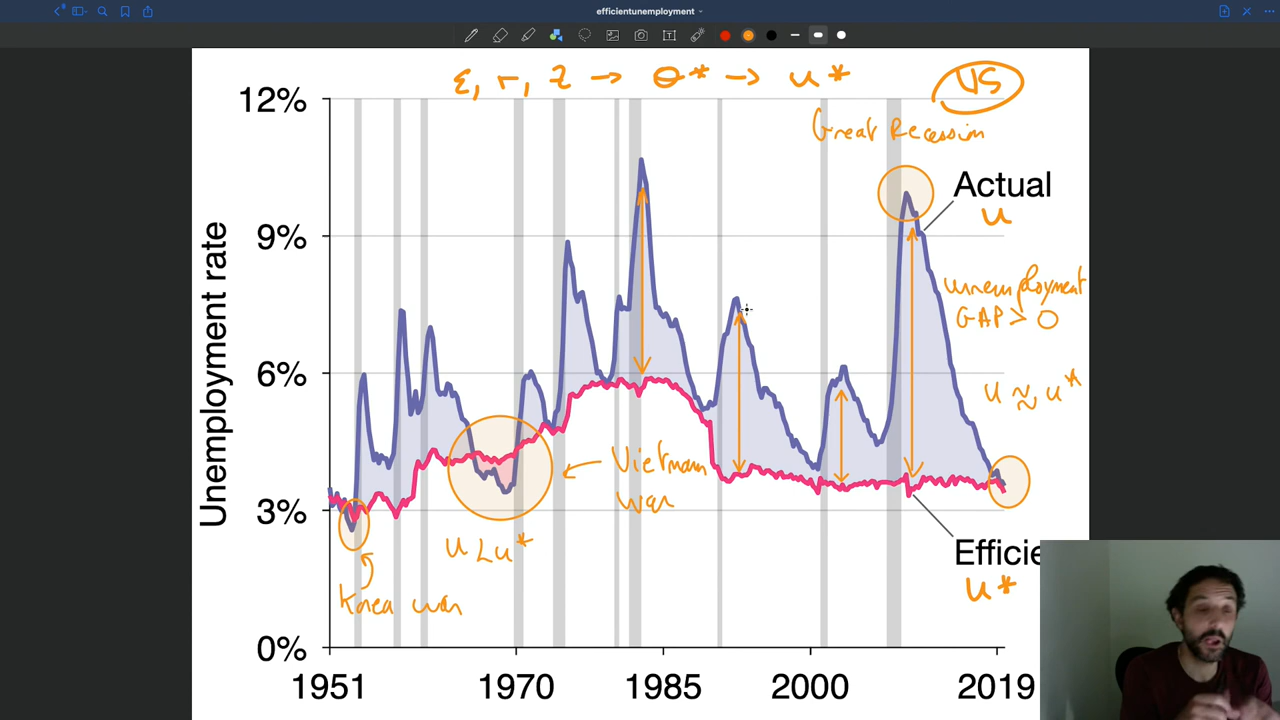 efficientunemployment
ε, r, z → θ* → u*
US
12%
Great Recession
Actual
u
9%
unemployment
GAP > 0
6%
u ≈ u*
Vietnam
war
3%
u < u*
Efficie
u*
Korea war
0%
1951
1970
1985
2000
2019
Unemployment rate